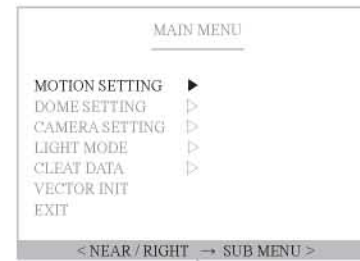 MAIN MENU
MOTION SETTING ▶
DOME SETTING ▷
CAMERA SETTING ▷
LIGHT MODE ▷
CLEAT DATA ▷
VECTOR INIT
EXIT
< NEAR / RIGHT → SUB MENU >